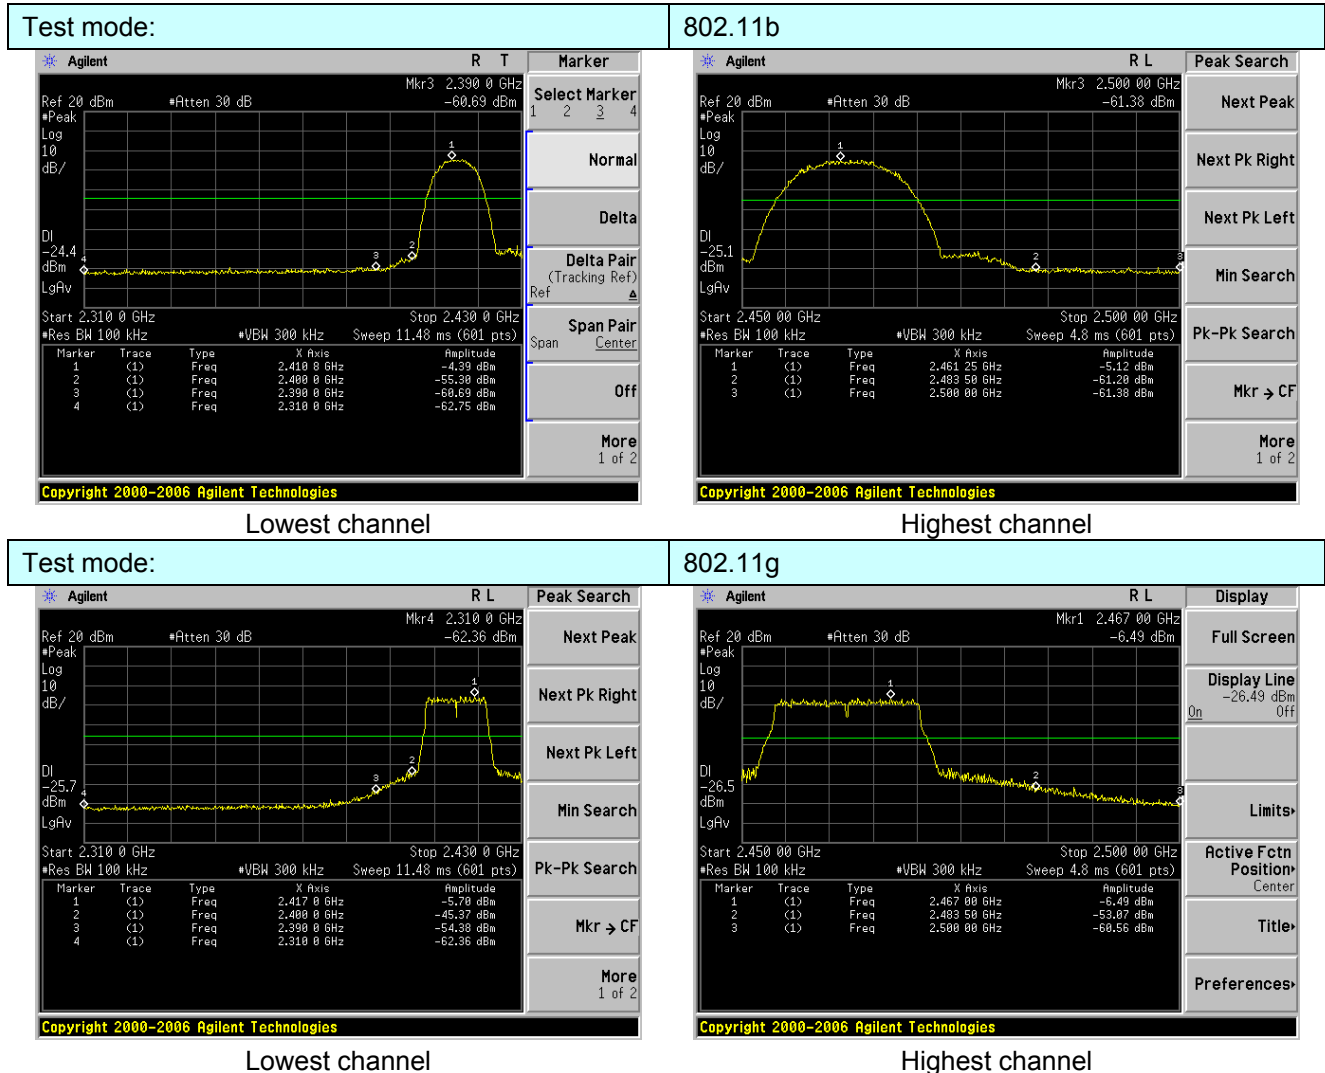 Test mode: 802.11b
Agilent R T Marker
Mkr3 2.390 0 GHz
Ref 20 dBm #Atten 30 dB -60.69 dBm
#Peak
Log
10
dB/
1
2
3
4
DI
-24.4
dBm
LgAv
Start 2.310 0 GHz Stop 2.430 0 GHz
#Res BW 100 kHz #VBW 300 kHz Sweep 11.48 ms (601 pts)
Marker Trace Type X Axis Amplitude
1 (1) Freq 2.410 8 GHz -4.39 dBm
2 (1) Freq 2.400 0 GHz -55.30 dBm
3 (1) Freq 2.390 0 GHz -60.69 dBm
4 (1) Freq 2.310 0 GHz -62.75 dBm
Select Marker
1 2 3 4
Normal
Delta
Delta Pair
(Tracking Ref)
Ref Δ
Span Pair
Span Center
Off
More
1 of 2
Copyright 2000-2006 Agilent Technologies
Lowest channel
Agilent R L Peak Search
Mkr3 2.500 00 GHz
Ref 20 dBm #Atten 30 dB -61.38 dBm
#Peak
Log
10
dB/
1
2
3
DI
-25.1
dBm
LgAv
Start 2.450 00 GHz Stop 2.500 00 GHz
#Res BW 100 kHz #VBW 300 kHz Sweep 4.8 ms (601 pts)
Marker Trace Type X Axis Amplitude
1 (1) Freq 2.461 25 GHz -5.12 dBm
2 (1) Freq 2.483 50 GHz -61.20 dBm
3 (1) Freq 2.500 00 GHz -61.38 dBm
Next Peak
Next Pk Right
Next Pk Left
Min Search
Pk-Pk Search
Mkr → CF
More
1 of 2
Copyright 2000-2006 Agilent Technologies
Highest channel
Test mode: 802.11g
Agilent R L Peak Search
Mkr4 2.310 0 GHz
Ref 20 dBm #Atten 30 dB -62.36 dBm
#Peak
Log
10
dB/
1
2
3
4
DI
-25.7
dBm
LgAv
Start 2.310 0 GHz Stop 2.430 0 GHz
#Res BW 100 kHz #VBW 300 kHz Sweep 11.48 ms (601 pts)
Marker Trace Type X Axis Amplitude
1 (1) Freq 2.417 0 GHz -5.70 dBm
2 (1) Freq 2.400 0 GHz -45.37 dBm
3 (1) Freq 2.390 0 GHz -54.38 dBm
4 (1) Freq 2.310 0 GHz -62.36 dBm
Next Peak
Next Pk Right
Next Pk Left
Min Search
Pk-Pk Search
Mkr → CF
More
1 of 2
Copyright 2000-2006 Agilent Technologies
Lowest channel
Agilent R L Display
Mkr1 2.467 00 GHz
Ref 20 dBm #Atten 30 dB -6.49 dBm
#Peak
Log
10
dB/
1
2
3
DI
-26.5
dBm
LgAv
Start 2.450 00 GHz Stop 2.500 00 GHz
#Res BW 100 kHz #VBW 300 kHz Sweep 4.8 ms (601 pts)
Marker Trace Type X Axis Amplitude
1 (1) Freq 2.467 00 GHz -6.49 dBm
2 (1) Freq 2.483 50 GHz -53.07 dBm
3 (1) Freq 2.500 00 GHz -60.56 dBm
Full Screen
Display Line
-26.49 dBm
On Off
Limits
Active Fctn
Position
Center
Title
Preferences
Copyright 2000-2006 Agilent Technologies
Highest channel